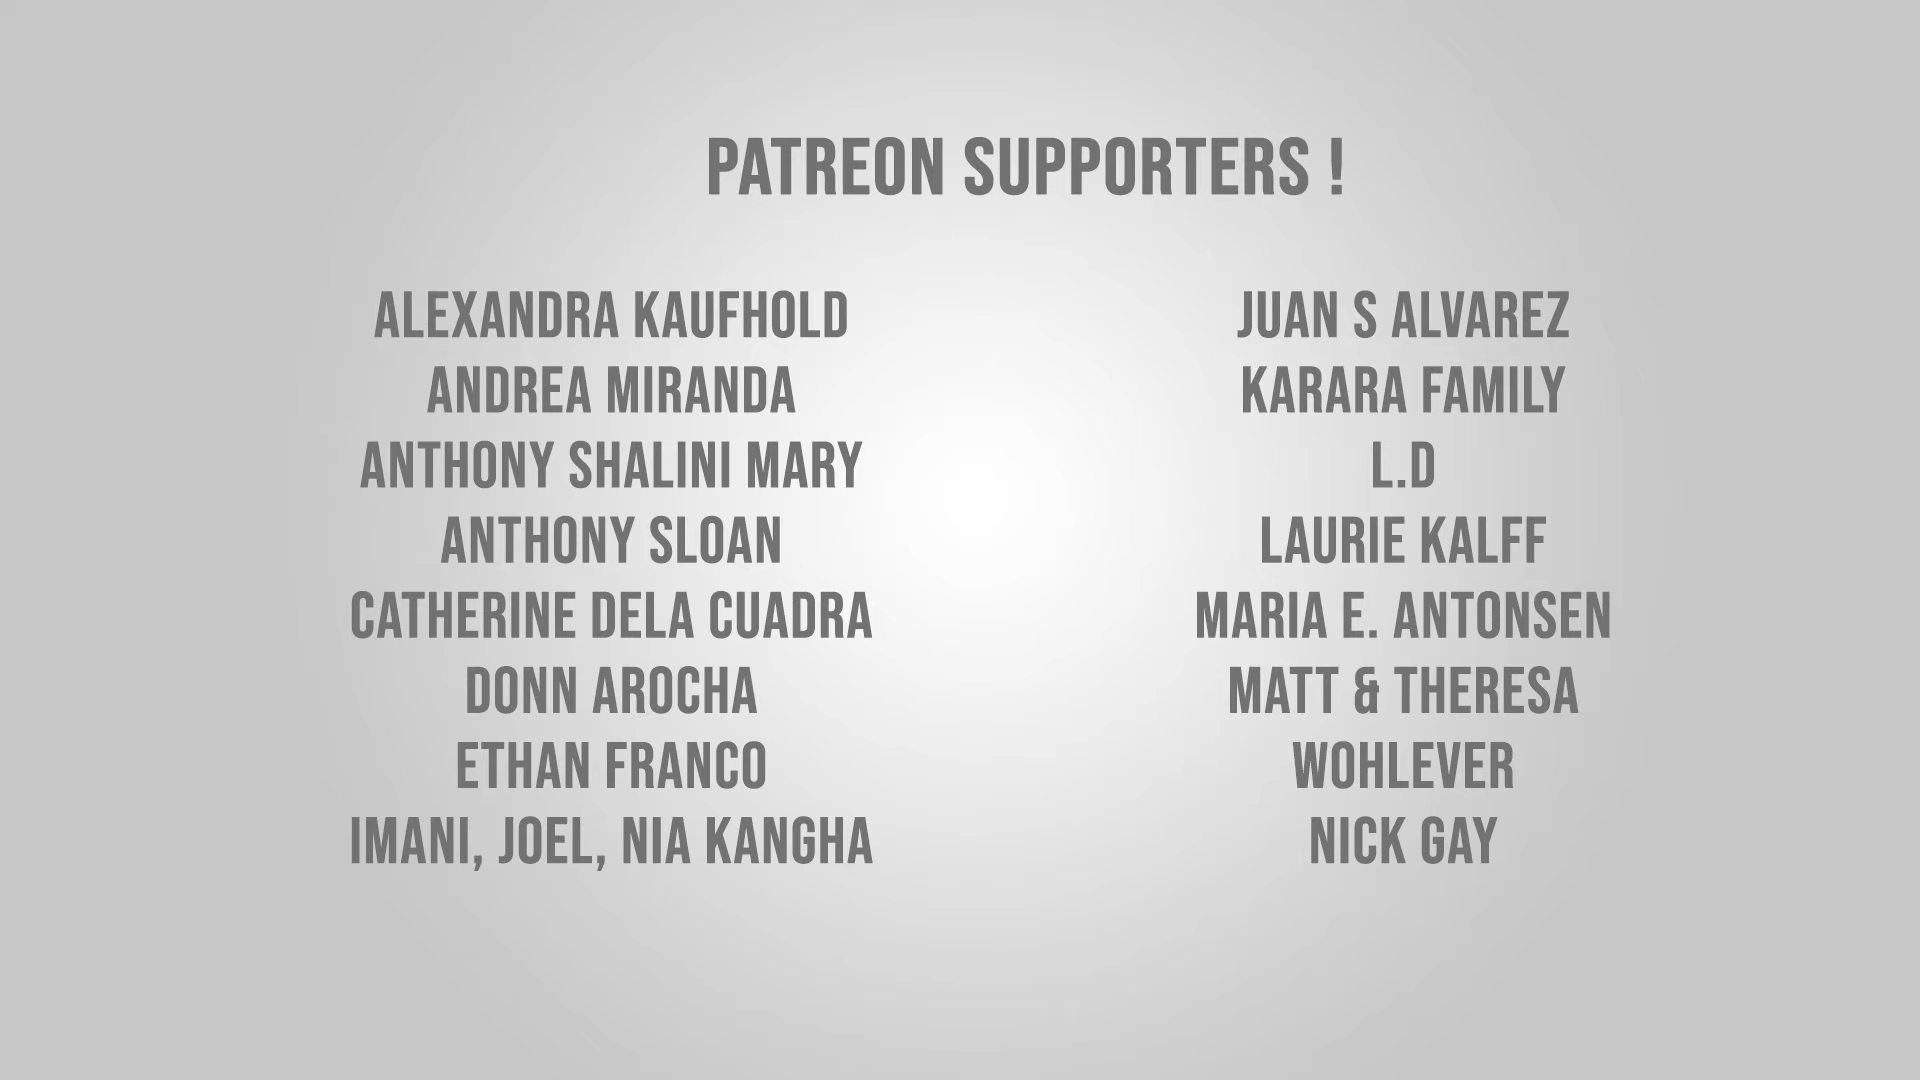 PATREON SUPPORTERS !
ALEXANDRA KAUFHOLD
ANDREA MIRANDA
ANTHONY SHALINI MARY
ANTHONY SLOAN
CATHERINE DELA CUADRA
DONN AROCHA
ETHAN FRANCO
IMANI, JOEL, NIA KANGHA
JUAN S ALVAREZ
KARARA FAMILY
L.D
LAURIE KALFF
MARIA E. ANTONSEN
MATT & THERESA
WOHLEVER
NICK GAY